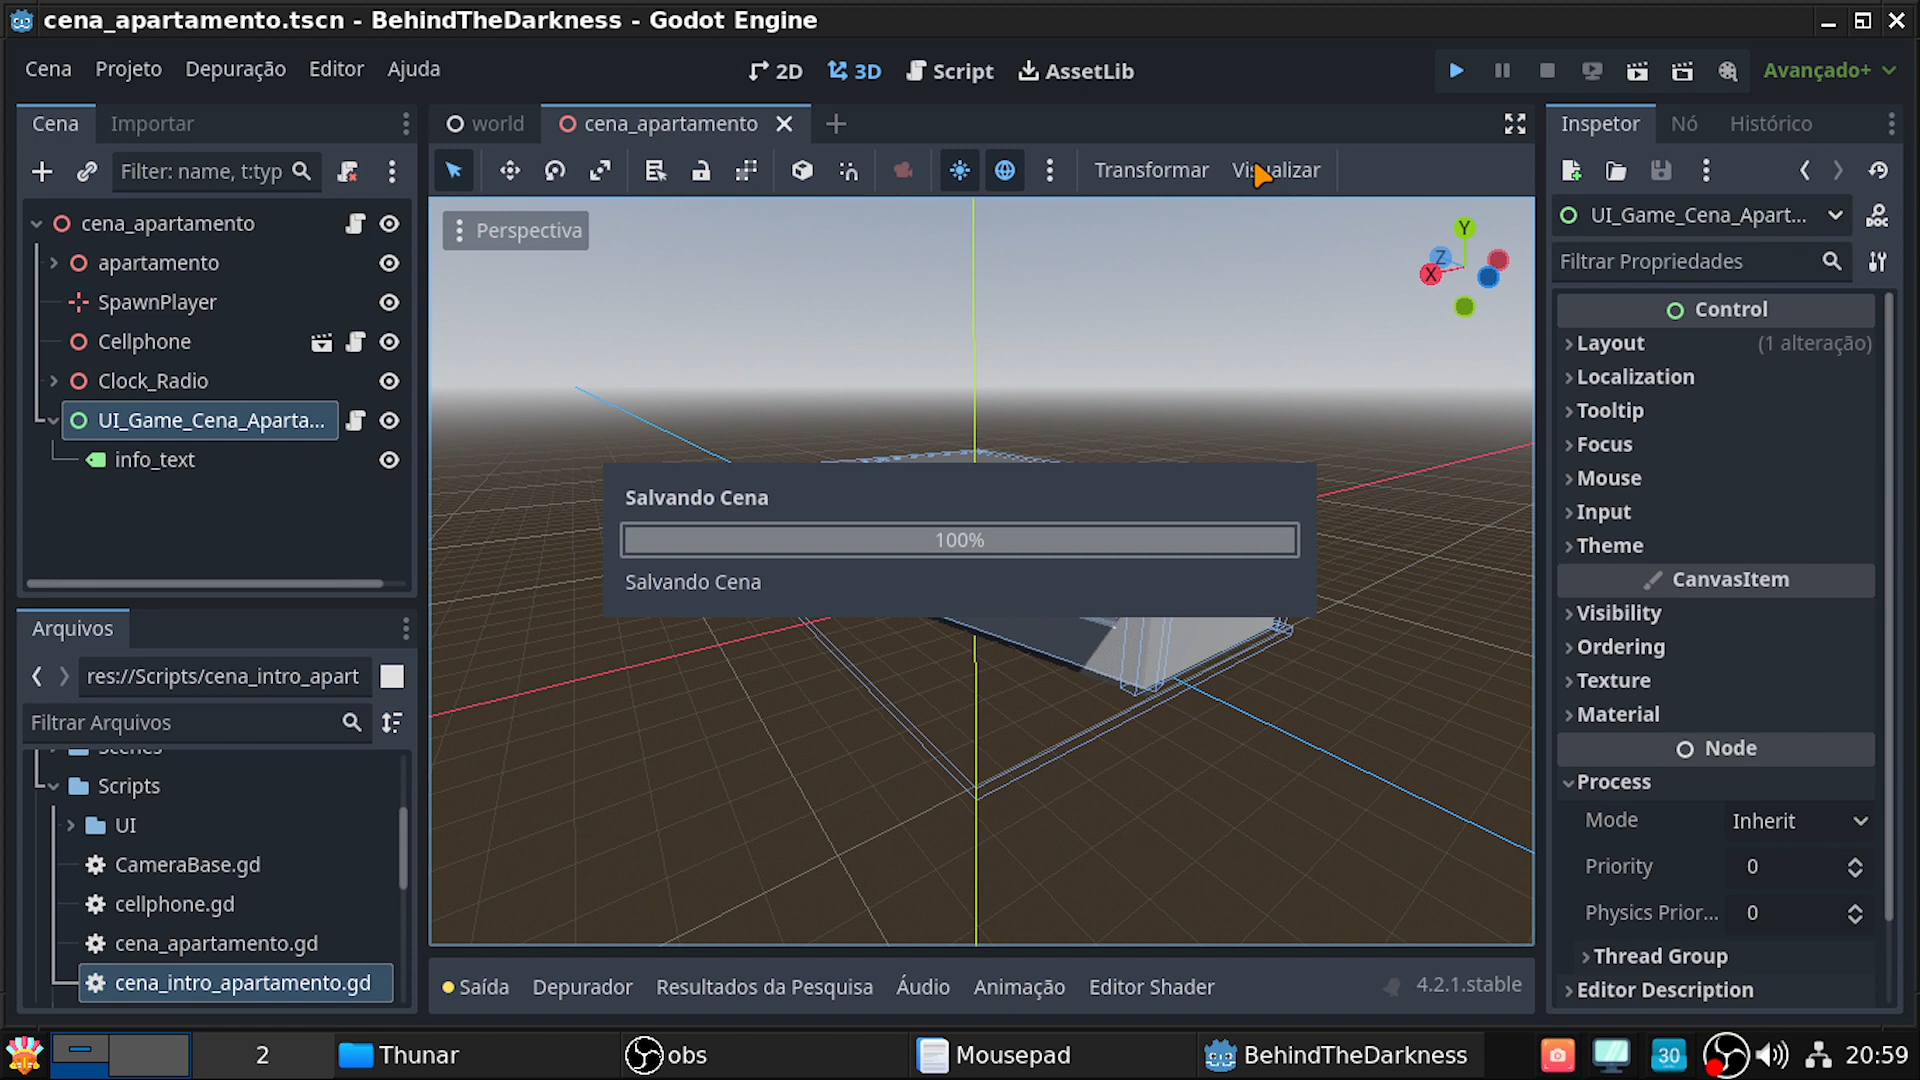 cena_apartamento.tscn - BehindTheDarkness - Godot Engine
Cena Projeto Depuração Editor Ajuda
2D 3D Script AssetLib
Avançado+
Cena Importar
world cena_apartamento
Inspetor Nó Histórico
Filter: name, t:typ
Transformar Visualizar
cena_apartamento
apartamento
SpawnPlayer
Cellphone
Clock_Radio
UI_Game_Cena_Aparta...
info_text
Perspectiva
Y
Z
X
Salvando Cena
100%
Salvando Cena
UI_Game_Cena_Apart...
Filtrar Propriedades
Control
Layout (1 alteração)
Localization
Tooltip
Focus
Mouse
Input
Theme
CanvasItem
Visibility
Ordering
Texture
Material
Node
Process
Mode Inherit
Priority 0
Physics Prior... 0
Thread Group
Editor Description
Arquivos
res://Scripts/cena_intro_apart
Filtrar Arquivos
Scenes
Scripts
UI
CameraBase.gd
cellphone.gd
cena_apartamento.gd
cena_intro_apartamento.gd
Saída Depurador Resultados da Pesquisa Áudio Animação Editor Shader
4.2.1.stable
2 Thunar obs Mousepad BehindTheDarkness 30 20:59